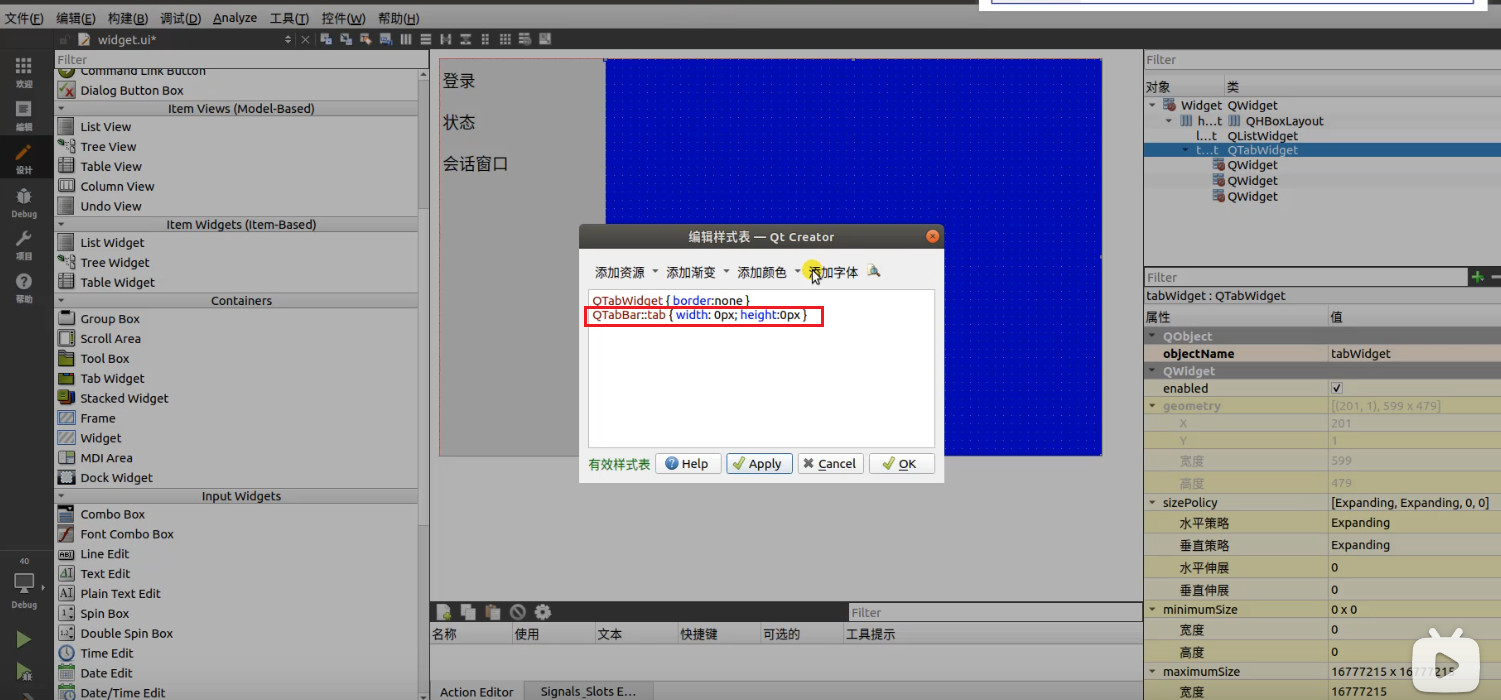 文件(F) 编辑(E) 构建(B) 调试(D) Analyze 工具(T) 控件(W) 帮助(H)
widget.ui*
欢迎
编辑
设计
Debug
项目
帮助
40
Debug
Filter
Command Link Button
Dialog Button Box
Item Views (Model-Based)
List View
Tree View
Table View
Column View
Undo View
Item Widgets (Item-Based)
List Widget
Tree Widget
Table Widget
Containers
Group Box
Scroll Area
Tool Box
Tab Widget
Stacked Widget
Frame
Widget
MDI Area
Dock Widget
Input Widgets
Combo Box
Font Combo Box
Line Edit
Text Edit
Plain Text Edit
Spin Box
Double Spin Box
Time Edit
Date Edit
Date/Time Edit
登录
状态
会话窗口
编辑样式表 — Qt Creator
添加资源 添加渐变 添加颜色 添加字体
QTabWidget { border:none }
QTabBar::tab { width: 0px; height:0px }
有效样式表 Help Apply Cancel OK
Filter
名称 使用 文本 快捷键 可选的 工具提示
Action Editor Signals_Slots E...
Filter
对象 类
Widget QWidget
h...t QHBoxLayout
l...t QListWidget
t...t QTabWidget
QWidget
QWidget
QWidget
Filter
tabWidget : QTabWidget
属性 值
QObject
objectName tabWidget
QWidget
enabled
geometry [(201, 1), 599 x 479]
X 201
Y 1
宽度 599
高度 479
sizePolicy [Expanding, Expanding, 0, 0]
水平策略 Expanding
垂直策略 Expanding
水平伸展 0
垂直伸展 0
minimumSize 0 x 0
宽度 0
高度 0
maximumSize 16777215 x 16777215
宽度 16777215